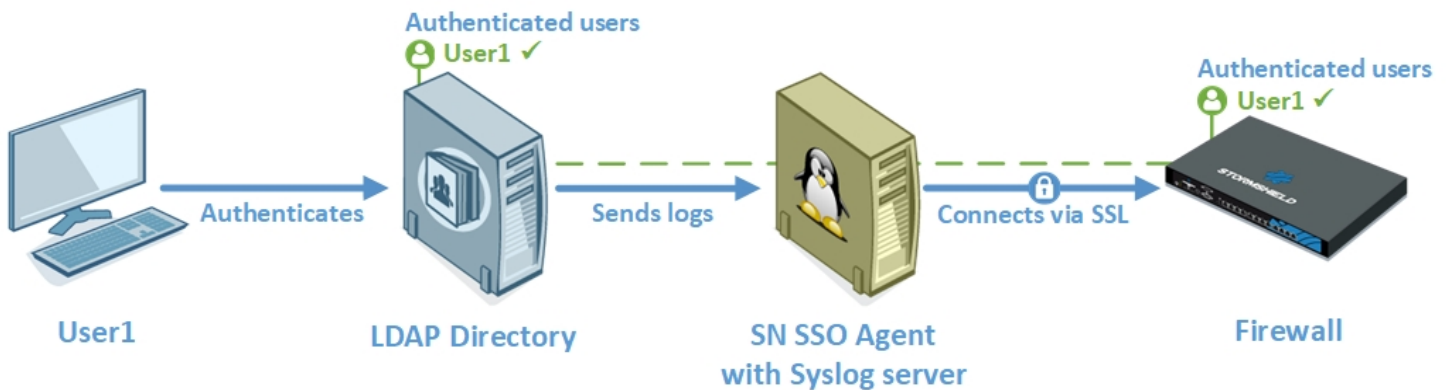 Authenticated users
User1 ✓
Authenticated users
User1 ✓
STORMSHIELD
Authenticates
Sends logs
Connects via SSL
User1
LDAP Directory
SN SSO Agent
with Syslog server
Firewall